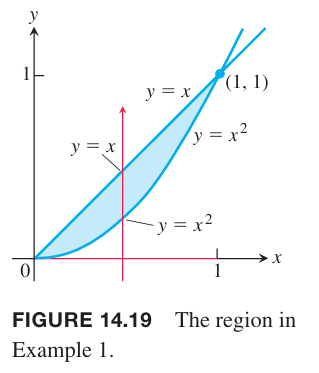 y
1
y = x
(1, 1)
y = x²
y = x
y = x²
x
0
1
FIGURE 14.19 The region in
Example 1.